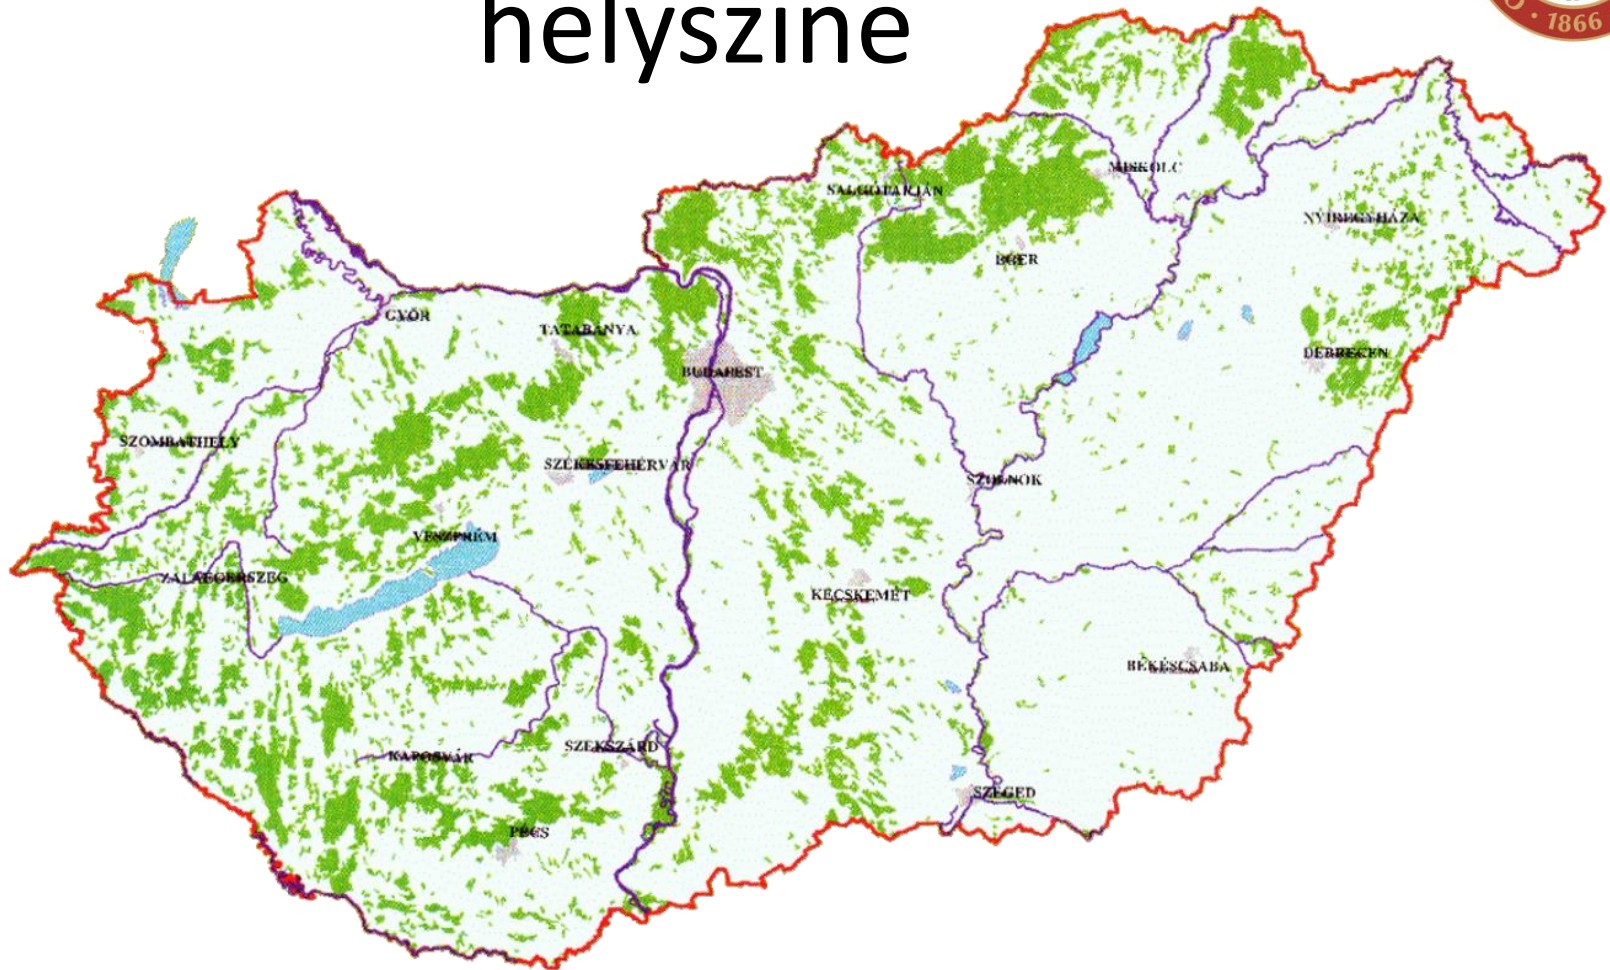 helyszíne
O • 1866
MISKOLC
SALGÓTARJÁN
NYÍREGYHÁZA
EGER
GYŐR
TATABÁNYA
DEBRECEN
BUDAPEST
SZOMBATHELY
SZÉKESFEHÉRVÁR
SZOLNOK
VESZPRÉM
ZALAEGERSZEG
KECSKEMÉT
BÉKÉSCSABA
SZEKSZÁRD
KAPOSVÁR
SZEGED
PÉCS